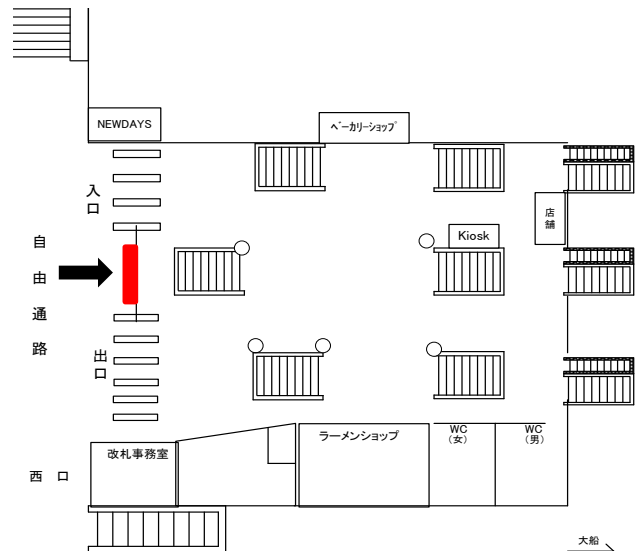 NEWDAYS
ベーカリーショップ
入口
店舗
Kiosk
自由通路
出口
改札事務室
ラーメンショップ
WC
(女)
WC
(男)
西口
大船